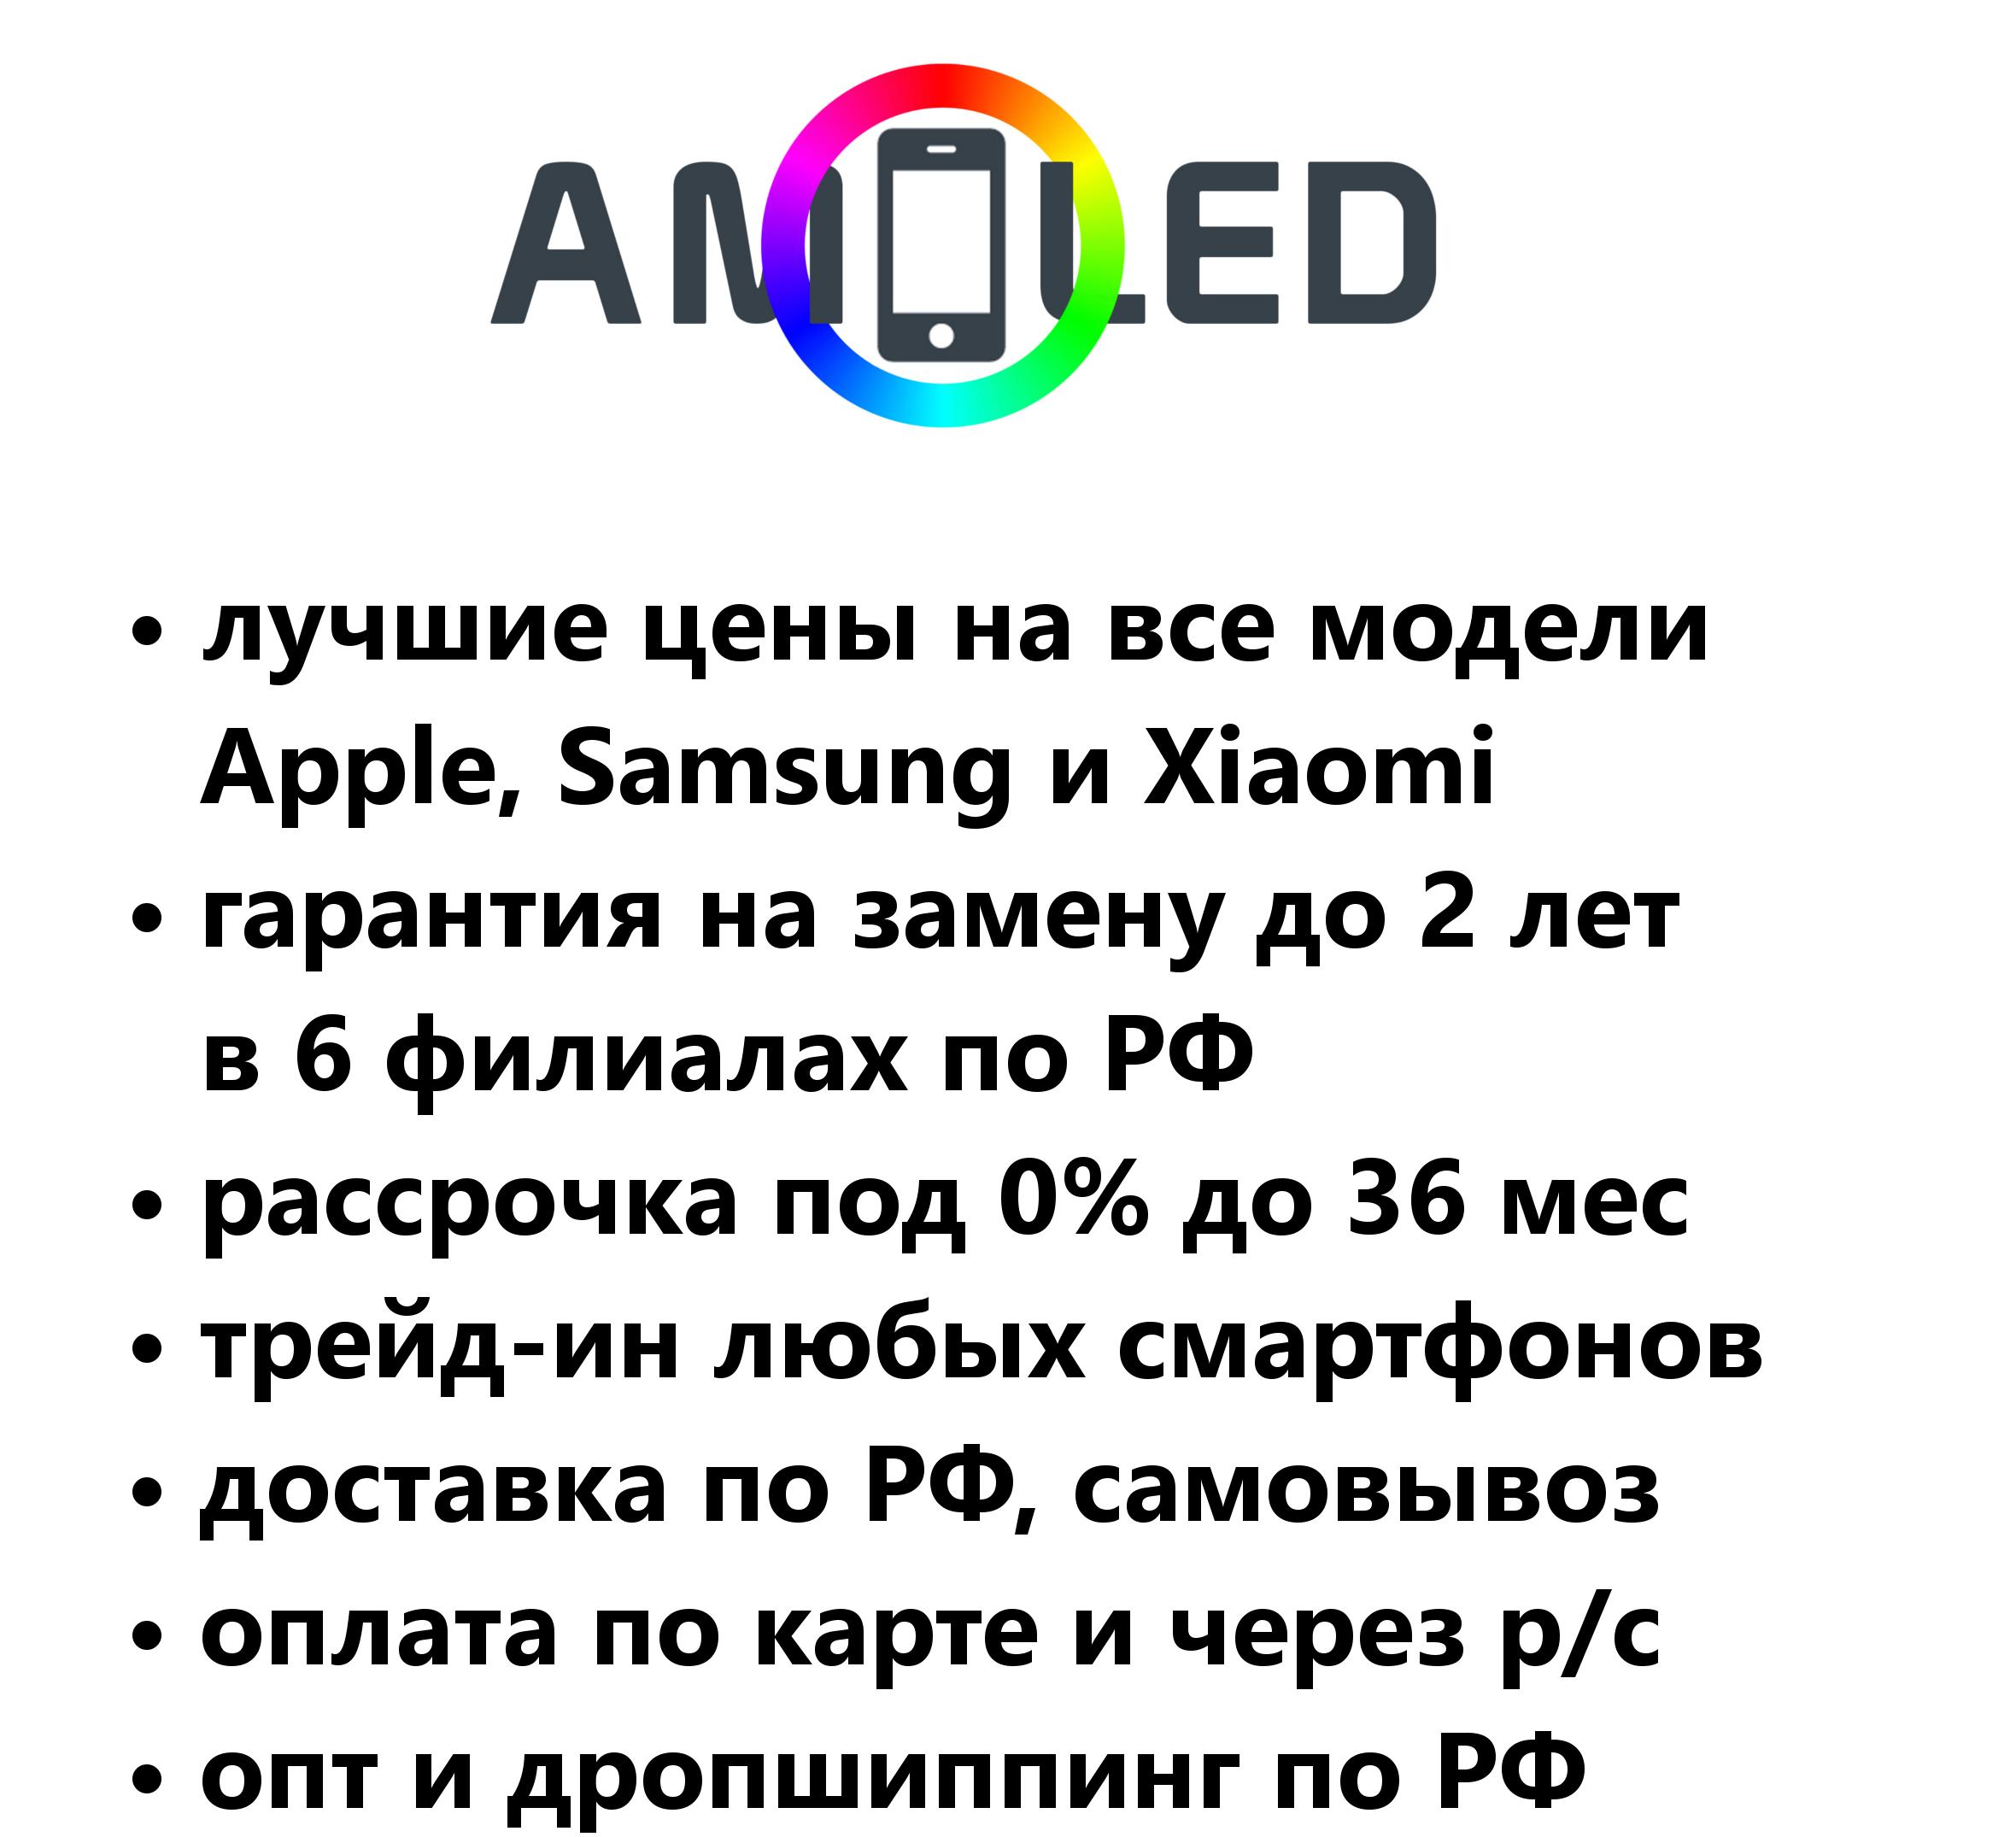 AMOLED
• лучшие цены на все модели
Apple, Samsung и Xiaomi
• гарантия на замену до 2 лет
в 6 филиалах по РФ
• рассрочка под 0% до 36 мес
• трейд-ин любых смартфонов
• доставка по РФ, самовывоз
• оплата по карте и через р/с
• опт и дропшиппинг по РФ